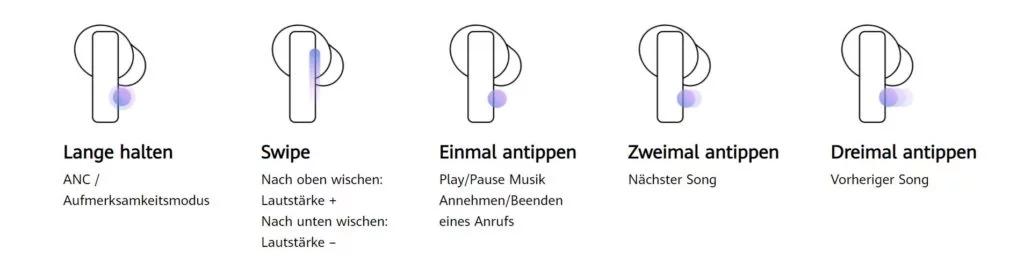 Lange halten
ANC /
Aufmerksamkeitsmodus
Swipe
Nach oben wischen:
Lautstärke +
Nach unten wischen:
Lautstärke –
Einmal antippen
Play/Pause Musik
Annehmen/Beenden
eines Anrufs
Zweimal antippen
Nächster Song
Dreimal antippen
Vorheriger Song